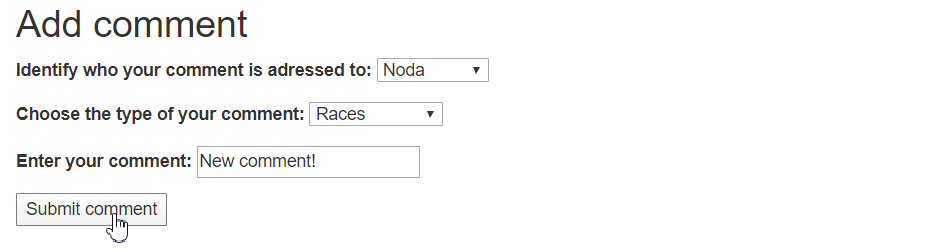 Add comment
Identify who your comment is adressed to: Noda
Choose the type of your comment: Races
Enter your comment: New comment!
Submit comment